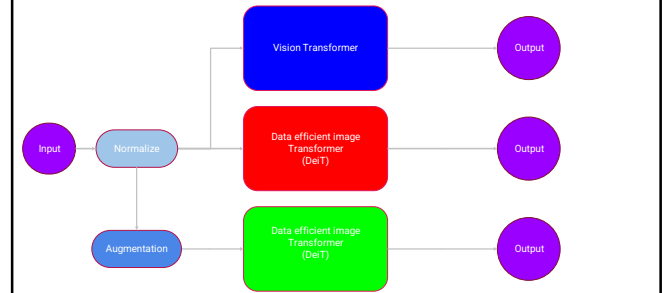 Vision Transformer
Output
Input
Normalize
Data efficient image
Transformer
(DeiT)
Output
Augmentation
Data efficient image
Transformer
(DeiT)
Output